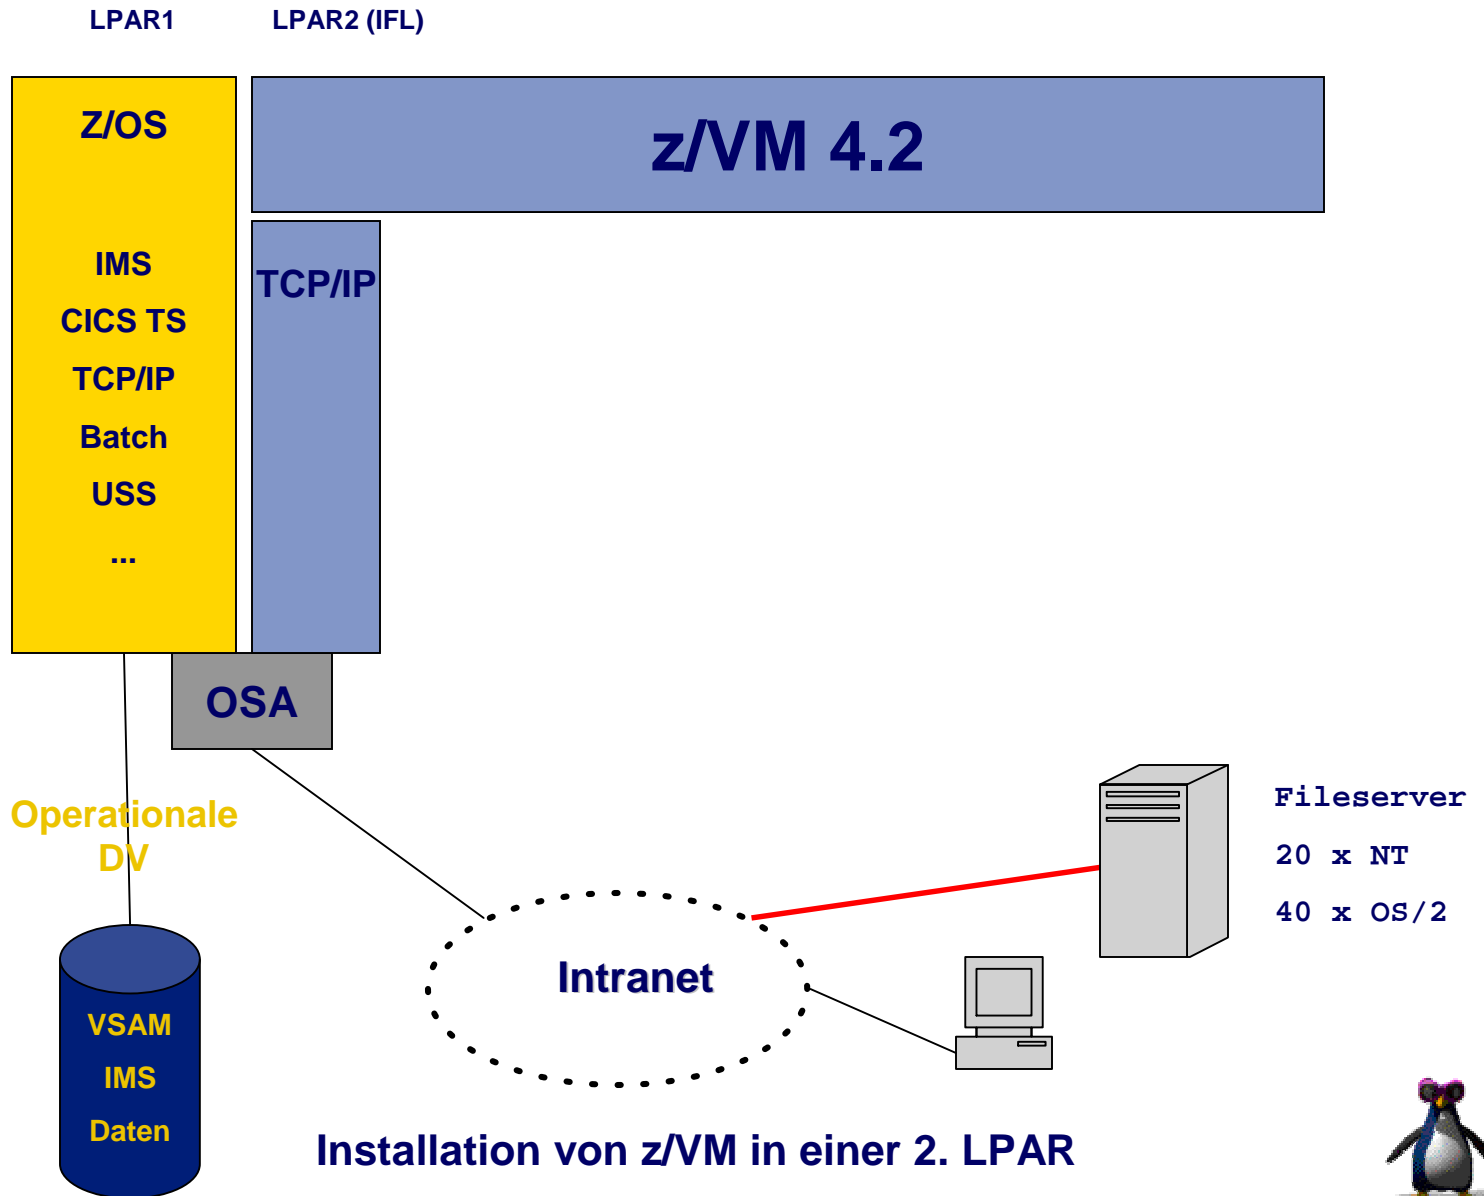 LPAR1
LPAR2 (IFL)
Z/OS
z/VM 4.2
IMS
CICS TS
TCP/IP
Batch
USS
...
TCP/IP
OSA
Operationale
DV
Fileserver
20 x NT
40 x OS/2
Intranet
VSAM
IMS
Daten
Installation von z/VM in einer 2. LPAR